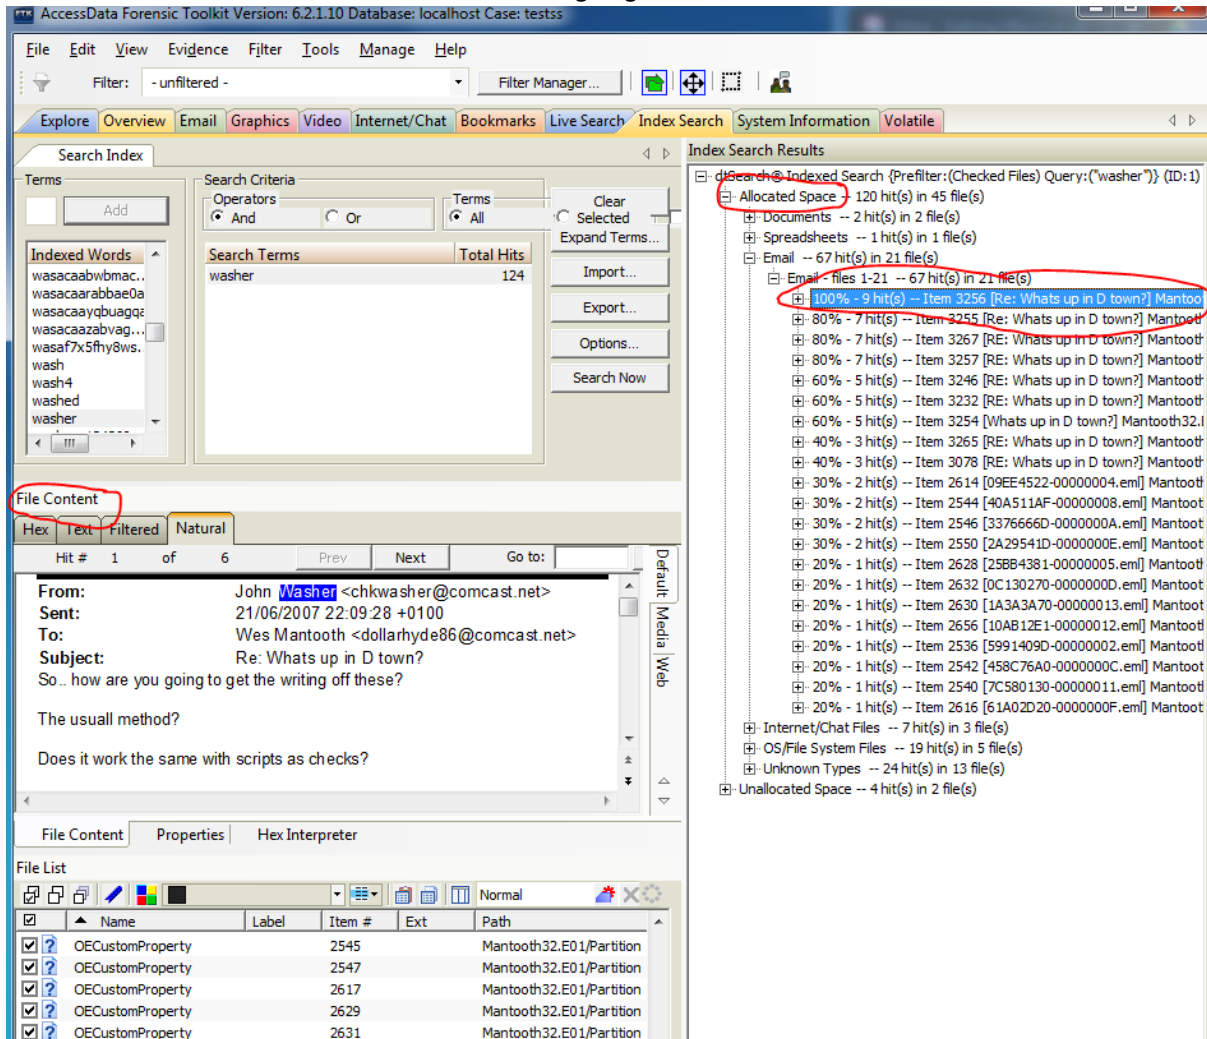 AccessData Forensic Toolkit Version: 6.2.1.10 Database: localhost Case: testss
File Edit View Evidence Filter Tools Manage Help
Filter: - unfiltered - Filter Manager...
Explore Overview Email Graphics Video Internet/Chat Bookmarks Live Search Index Search System Information Volatile
Search Index
Terms
Add
Indexed Words
wasacaabwbmac..
wasacaarabbae0a
wasacaayqbuagqa
wasacaazabvag...
wasaf7x5fhy8ws.
wash
wash4
washed
washer
Search Criteria
Operators
And Or
Terms
All
Clear
Selected
Expand Terms...
Import...
Export...
Options...
Search Now
Search Terms Total Hits
washer 124
File Content
Hex Text Filtered Natural
Hit # 1 of 6 Prev Next Go to:
From: John Washer <chkwasher@comcast.net>
Sent: 21/06/2007 22:09:28 +0100
To: Wes Mantooth <dollarhyde86@comcast.net>
Subject: Re: Whats up in D town?
So.. how are you going to get the writing off these?
The usuall method?
Does it work the same with scripts as checks?
Default
Media
Web
File Content Properties Hex Interpreter
File List
Normal
Name Label Item # Ext Path
OECustomProperty 2545 Mantooth32.E01/Partition
OECustomProperty 2547 Mantooth32.E01/Partition
OECustomProperty 2617 Mantooth32.E01/Partition
OECustomProperty 2629 Mantooth32.E01/Partition
OECustomProperty 2631 Mantooth32.E01/Partition
Index Search Results
dtSearch® Indexed Search {Prefilter:(Checked Files) Query:("washer")} (ID:1)
Allocated Space -- 120 hit(s) in 45 file(s)
Documents -- 2 hit(s) in 2 file(s)
Spreadsheets -- 1 hit(s) in 1 file(s)
Email -- 67 hit(s) in 21 file(s)
Email - files 1-21 -- 67 hit(s) in 21 file(s)
100% - 9 hit(s) -- Item 3256 [Re: Whats up in D town?] Mantoo
80% - 7 hit(s) -- Item 3255 [Re: Whats up in D town?] Mantooth
80% - 7 hit(s) -- Item 3267 [RE: Whats up in D town?] Mantooth
80% - 7 hit(s) -- Item 3257 [RE: Whats up in D town?] Mantooth
60% - 5 hit(s) -- Item 3246 [RE: Whats up in D town?] Mantooth
60% - 5 hit(s) -- Item 3232 [RE: Whats up in D town?] Mantooth
60% - 5 hit(s) -- Item 3254 [Whats up in D town?] Mantooth32.
40% - 3 hit(s) -- Item 3265 [RE: Whats up in D town?] Mantooth
40% - 3 hit(s) -- Item 3078 [RE: Whats up in D town?] Mantooth
30% - 2 hit(s) -- Item 2614 [09EE4522-00000004.eml] Mantoot
30% - 2 hit(s) -- Item 2544 [40A511AF-00000008.eml] Mantoot
30% - 2 hit(s) -- Item 2546 [3376666D-0000000A.eml] Mantoot
30% - 2 hit(s) -- Item 2550 [2A29541D-0000000E.eml] Mantoot
20% - 1 hit(s) -- Item 2628 [25BB4381-00000005.eml] Mantoot
20% - 1 hit(s) -- Item 2632 [0C130270-0000000D.eml] Mantoot
20% - 1 hit(s) -- Item 2630 [1A3A3A70-00000013.eml] Mantoot
20% - 1 hit(s) -- Item 2656 [10AB12E1-00000012.eml] Mantoot
20% - 1 hit(s) -- Item 2536 [5991409D-00000002.eml] Mantoot
20% - 1 hit(s) -- Item 2542 [458C76A0-0000000C.eml] Mantoot
20% - 1 hit(s) -- Item 2540 [7C580130-00000011.eml] Mantoot
20% - 1 hit(s) -- Item 2616 [61A02D20-0000000F.eml] Mantoot
Internet/Chat Files -- 7 hit(s) in 3 file(s)
OS/File System Files -- 19 hit(s) in 5 file(s)
Unknown Types -- 24 hit(s) in 13 file(s)
Unallocated Space -- 4 hit(s) in 2 file(s)